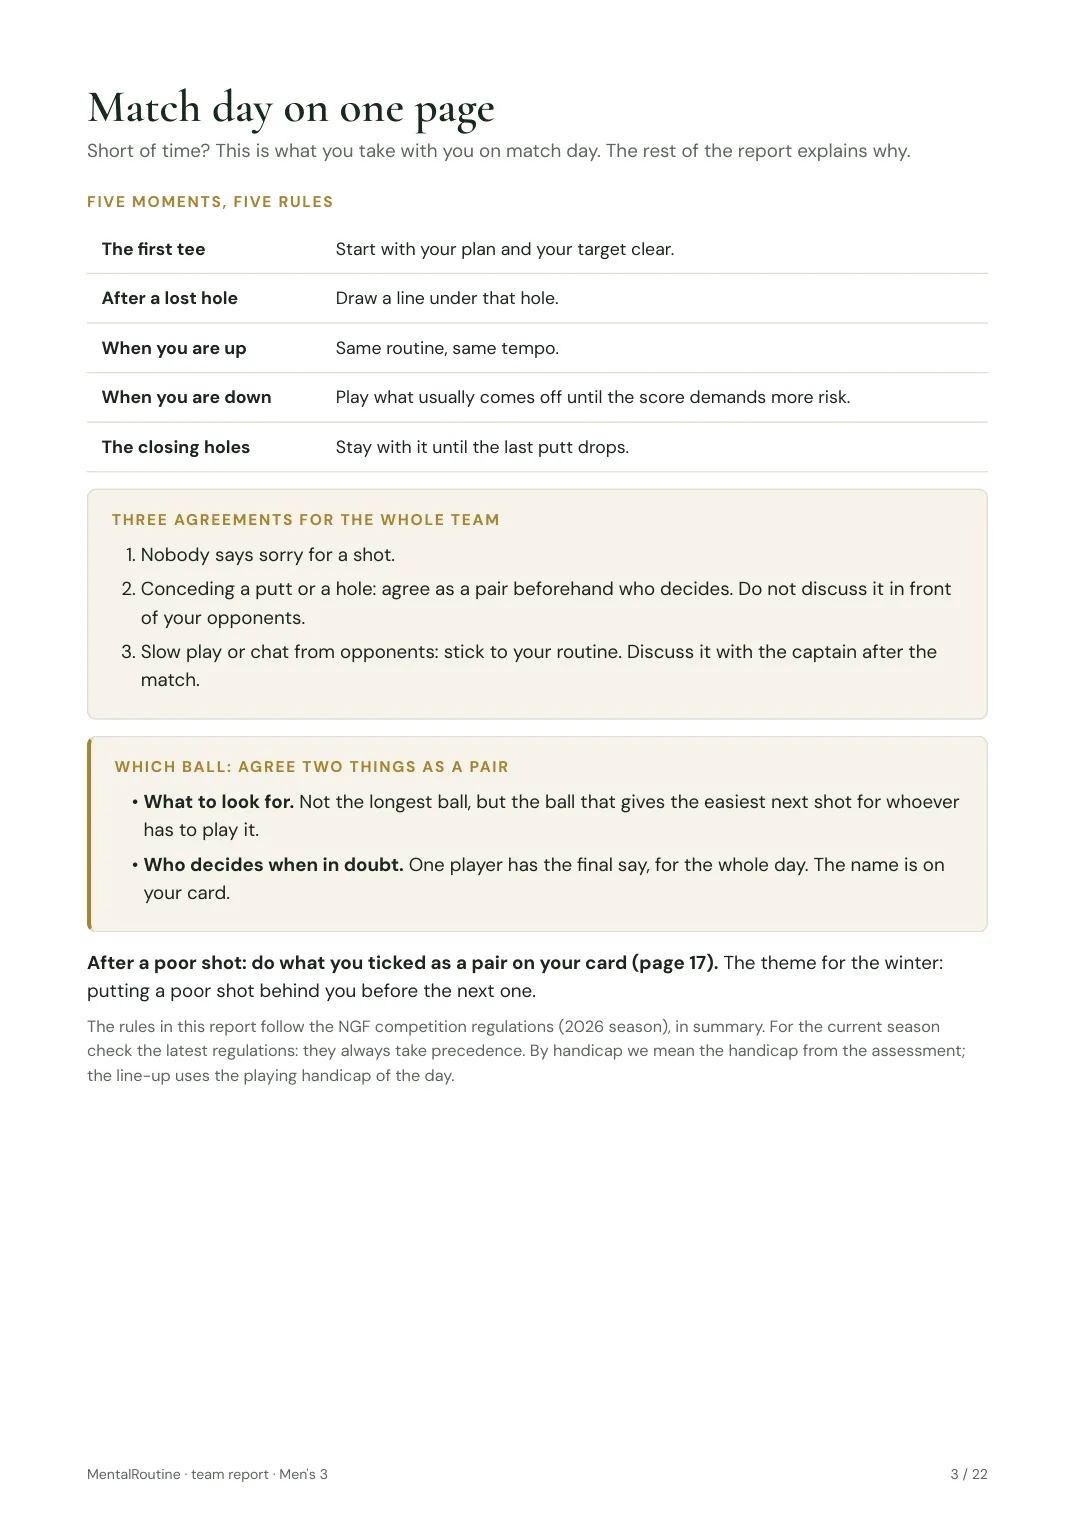 Match day on one page
Short of time? This is what you take with you on match day. The rest of the report explains why.
FIVE MOMENTS, FIVE RULES
The first tee Start with your plan and your target clear.
After a lost hole Draw a line under that hole.
When you are up Same routine, same tempo.
When you are down Play what usually comes off until the score demands more risk.
The closing holes Stay with it until the last putt drops.
THREE AGREEMENTS FOR THE WHOLE TEAM
1. Nobody says sorry for a shot.
2. Conceding a putt or a hole: agree as a pair beforehand who decides. Do not discuss it in front
of your opponents.
3. Slow play or chat from opponents: stick to your routine. Discuss it with the captain after the
match.
WHICH BALL: AGREE TWO THINGS AS A PAIR
• What to look for. Not the longest ball, but the ball that gives the easiest next shot for whoever
has to play it.
• Who decides when in doubt. One player has the final say, for the whole day. The name is on
your card.
After a poor shot: do what you ticked as a pair on your card (page 17). The theme for the winter:
putting a poor shot behind you before the next one.
The rules in this report follow the NGF competition regulations (2026 season), in summary. For the current season
check the latest regulations: they always take precedence. By handicap we mean the handicap from the assessment;
the line-up uses the playing handicap of the day.
MentalRoutine · team report · Men's 3 3 / 22